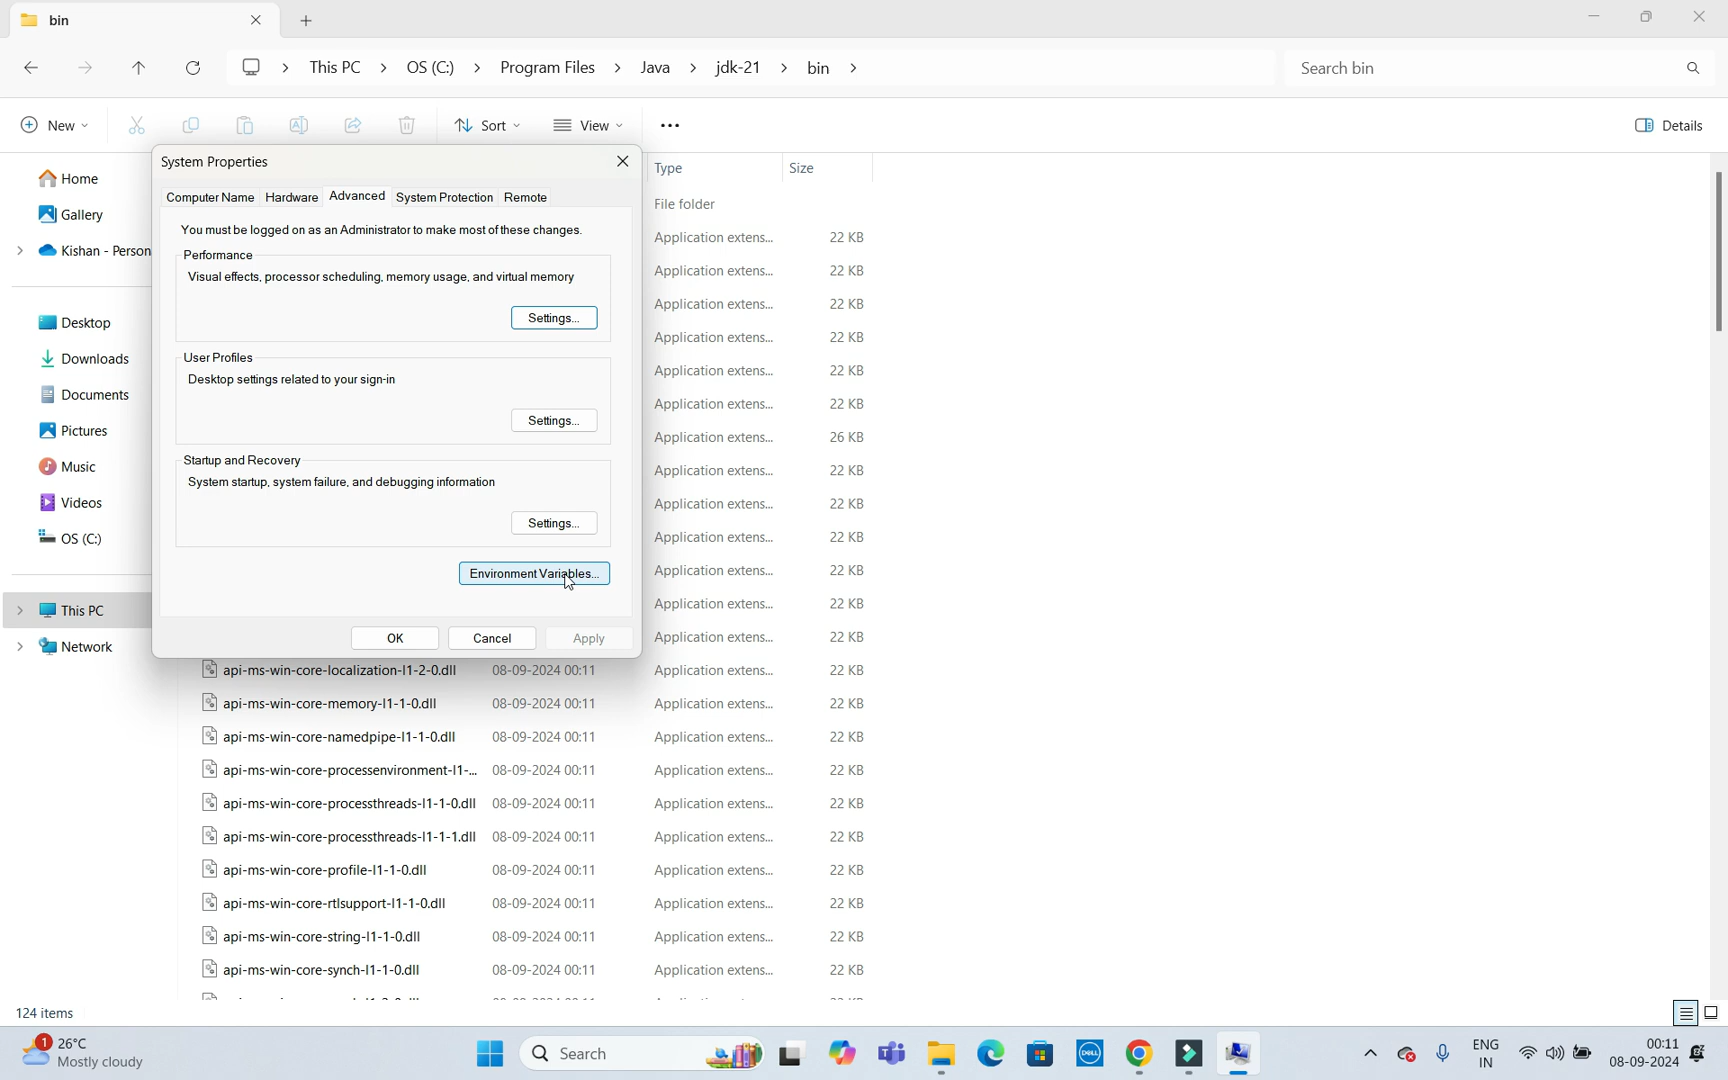 bin
This PC > OS (C:) > Program Files > Java > jdk-21 > bin >
Search bin
New
Sort
View
Details
Home
Gallery
Kishan - Person
Desktop
Downloads
Documents
Pictures
Music
Videos
OS (C:)
This PC
Network
System Properties
Computer Name Hardware Advanced System Protection Remote
You must be logged on as an Administrator to make most of these changes.
Performance
Visual effects, processor scheduling, memory usage, and virtual memory
Settings...
User Profiles
Desktop settings related to your sign-in
Settings...
Startup and Recovery
System startup, system failure, and debugging information
Settings...
Environment Variables...
OK Cancel Apply
Type Size
File folder
Application extens... 22 KB
Application extens... 22 KB
Application extens... 22 KB
Application extens... 22 KB
Application extens... 22 KB
Application extens... 22 KB
Application extens... 26 KB
Application extens... 22 KB
Application extens... 22 KB
Application extens... 22 KB
Application extens... 22 KB
Application extens... 22 KB
Application extens... 22 KB
api-ms-win-core-localization-l1-2-0.dll 08-09-2024 00:11 Application extens... 22 KB
api-ms-win-core-memory-l1-1-0.dll 08-09-2024 00:11 Application extens... 22 KB
api-ms-win-core-namedpipe-l1-1-0.dll 08-09-2024 00:11 Application extens... 22 KB
api-ms-win-core-processenvironment-l1-... 08-09-2024 00:11 Application extens... 22 KB
api-ms-win-core-processthreads-l1-1-0.dll 08-09-2024 00:11 Application extens... 22 KB
api-ms-win-core-processthreads-l1-1-1.dll 08-09-2024 00:11 Application extens... 22 KB
api-ms-win-core-profile-l1-1-0.dll 08-09-2024 00:11 Application extens... 22 KB
api-ms-win-core-rtlsupport-l1-1-0.dll 08-09-2024 00:11 Application extens... 22 KB
api-ms-win-core-string-l1-1-0.dll 08-09-2024 00:11 Application extens... 22 KB
api-ms-win-core-synch-l1-1-0.dll 08-09-2024 00:11 Application extens... 22 KB
124 items
1
26°C
Mostly cloudy
Search
DELL
ENG
IN
00:11
08-09-2024